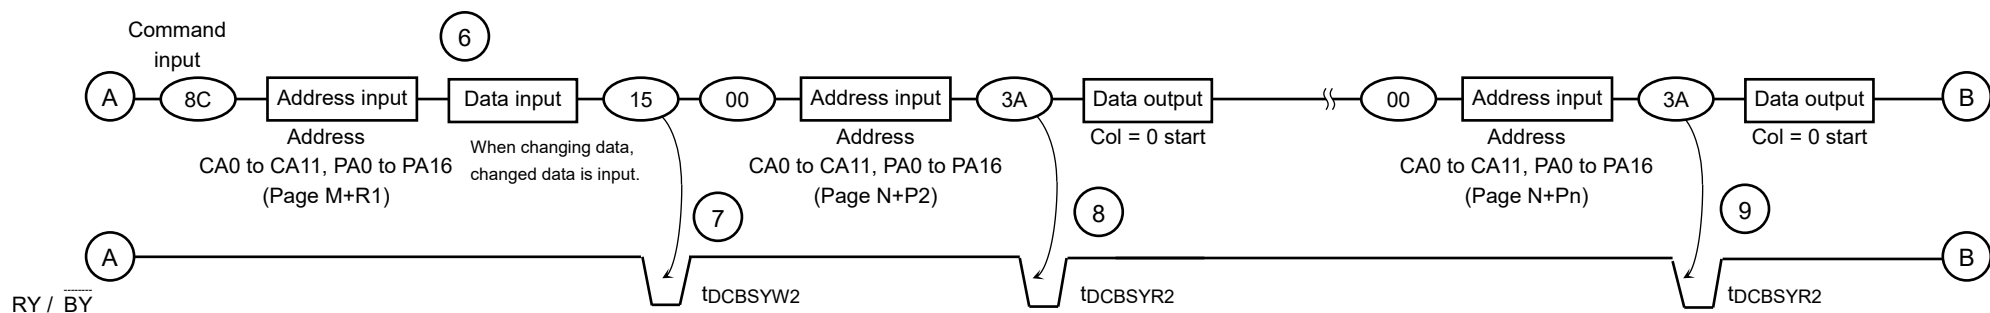 Command
input
6
A 8C Address input Data input 15 00 Address input 3A Data output 00 Address input 3A Data output B
Address
CA0 to CA11, PA0 to PA16
(Page M+R1)
When changing data,
changed data is input.
Address
CA0 to CA11, PA0 to PA16
(Page N+P2)
Col = 0 start
Address
CA0 to CA11, PA0 to PA16
(Page N+Pn)
Col = 0 start
7
8
9
A
B
RY / BY
tDCBSYW2
tDCBSYR2
tDCBSYR2